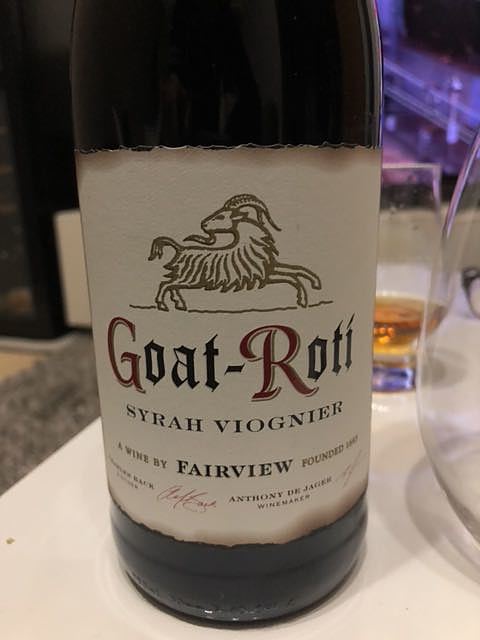 Goat-Roti
SYRAH VIOGNIER
A WINE BY FAIRVIEW FOUNDED 1693
CHARLES BACK
ANTHONY DE JAGER
WINEMAKER